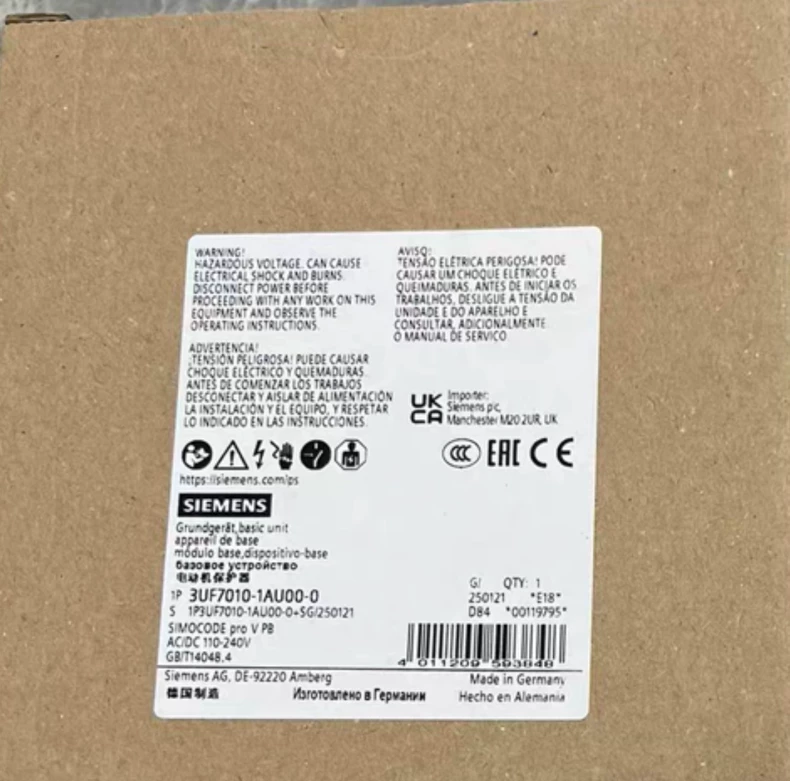 WARNING!
HAZARDOUS VOLTAGE. CAN CAUSE
ELECTRICAL SHOCK AND BURNS.
DISCONNECT POWER BEFORE
PROCEEDING WITH ANY WORK ON THIS
EQUIPMENT AND OBSERVE THE
OPERATING INSTRUCTIONS.
ADVERTENCIA!
¡TENSIÓN PELIGROSA! PUEDE CAUSAR
CHOQUE ELÉCTRICO Y QUEMADURAS.
ANTES DE COMENZAR LOS TRABAJOS
DESCONECTAR Y AISLAR DE ALIMENTACIÓN
LA INSTALACIÓN Y EL EQUIPO, Y RESPETAR
LO INDICADO EN LAS INSTRUCCIONES.
AVISO:
TENSÃO ELÉTRICA PERIGOSA! PODE
CAUSAR UM CHOQUE ELÉTRICO E
QUEIMADURAS. ANTES DE INICIAR OS
TRABALHOS, DESLIGUE A TENSÃO DA
UNIDADE E DO APARELHO E
CONSULTAR, ADICIONALMENTE
O MANUAL DE SERVICO
UK
CA
Importer:
Siemens plc,
Manchester M20 2UR, UK
CCC EAC CE
https://siemens.com/ps
SIEMENS
Grundgerät,basic unit
appareil de base
módulo base,dispositivo-base
базовое устройство
电动机保护器
1P 3UF7010-1AU00-0
S 1P3UF7010-1AU00-0+SG/250121
G/ QTY: 1
250121 *E18*
D84 *00119795*
SIMOCODE pro V PB
AC/DC 110-240V
GB/T14048.4
4 011209 593848
Siemens AG, DE-92220 Amberg
Made in Germany
德国制造
Изготовлено в Германии
Hecho en Alemania